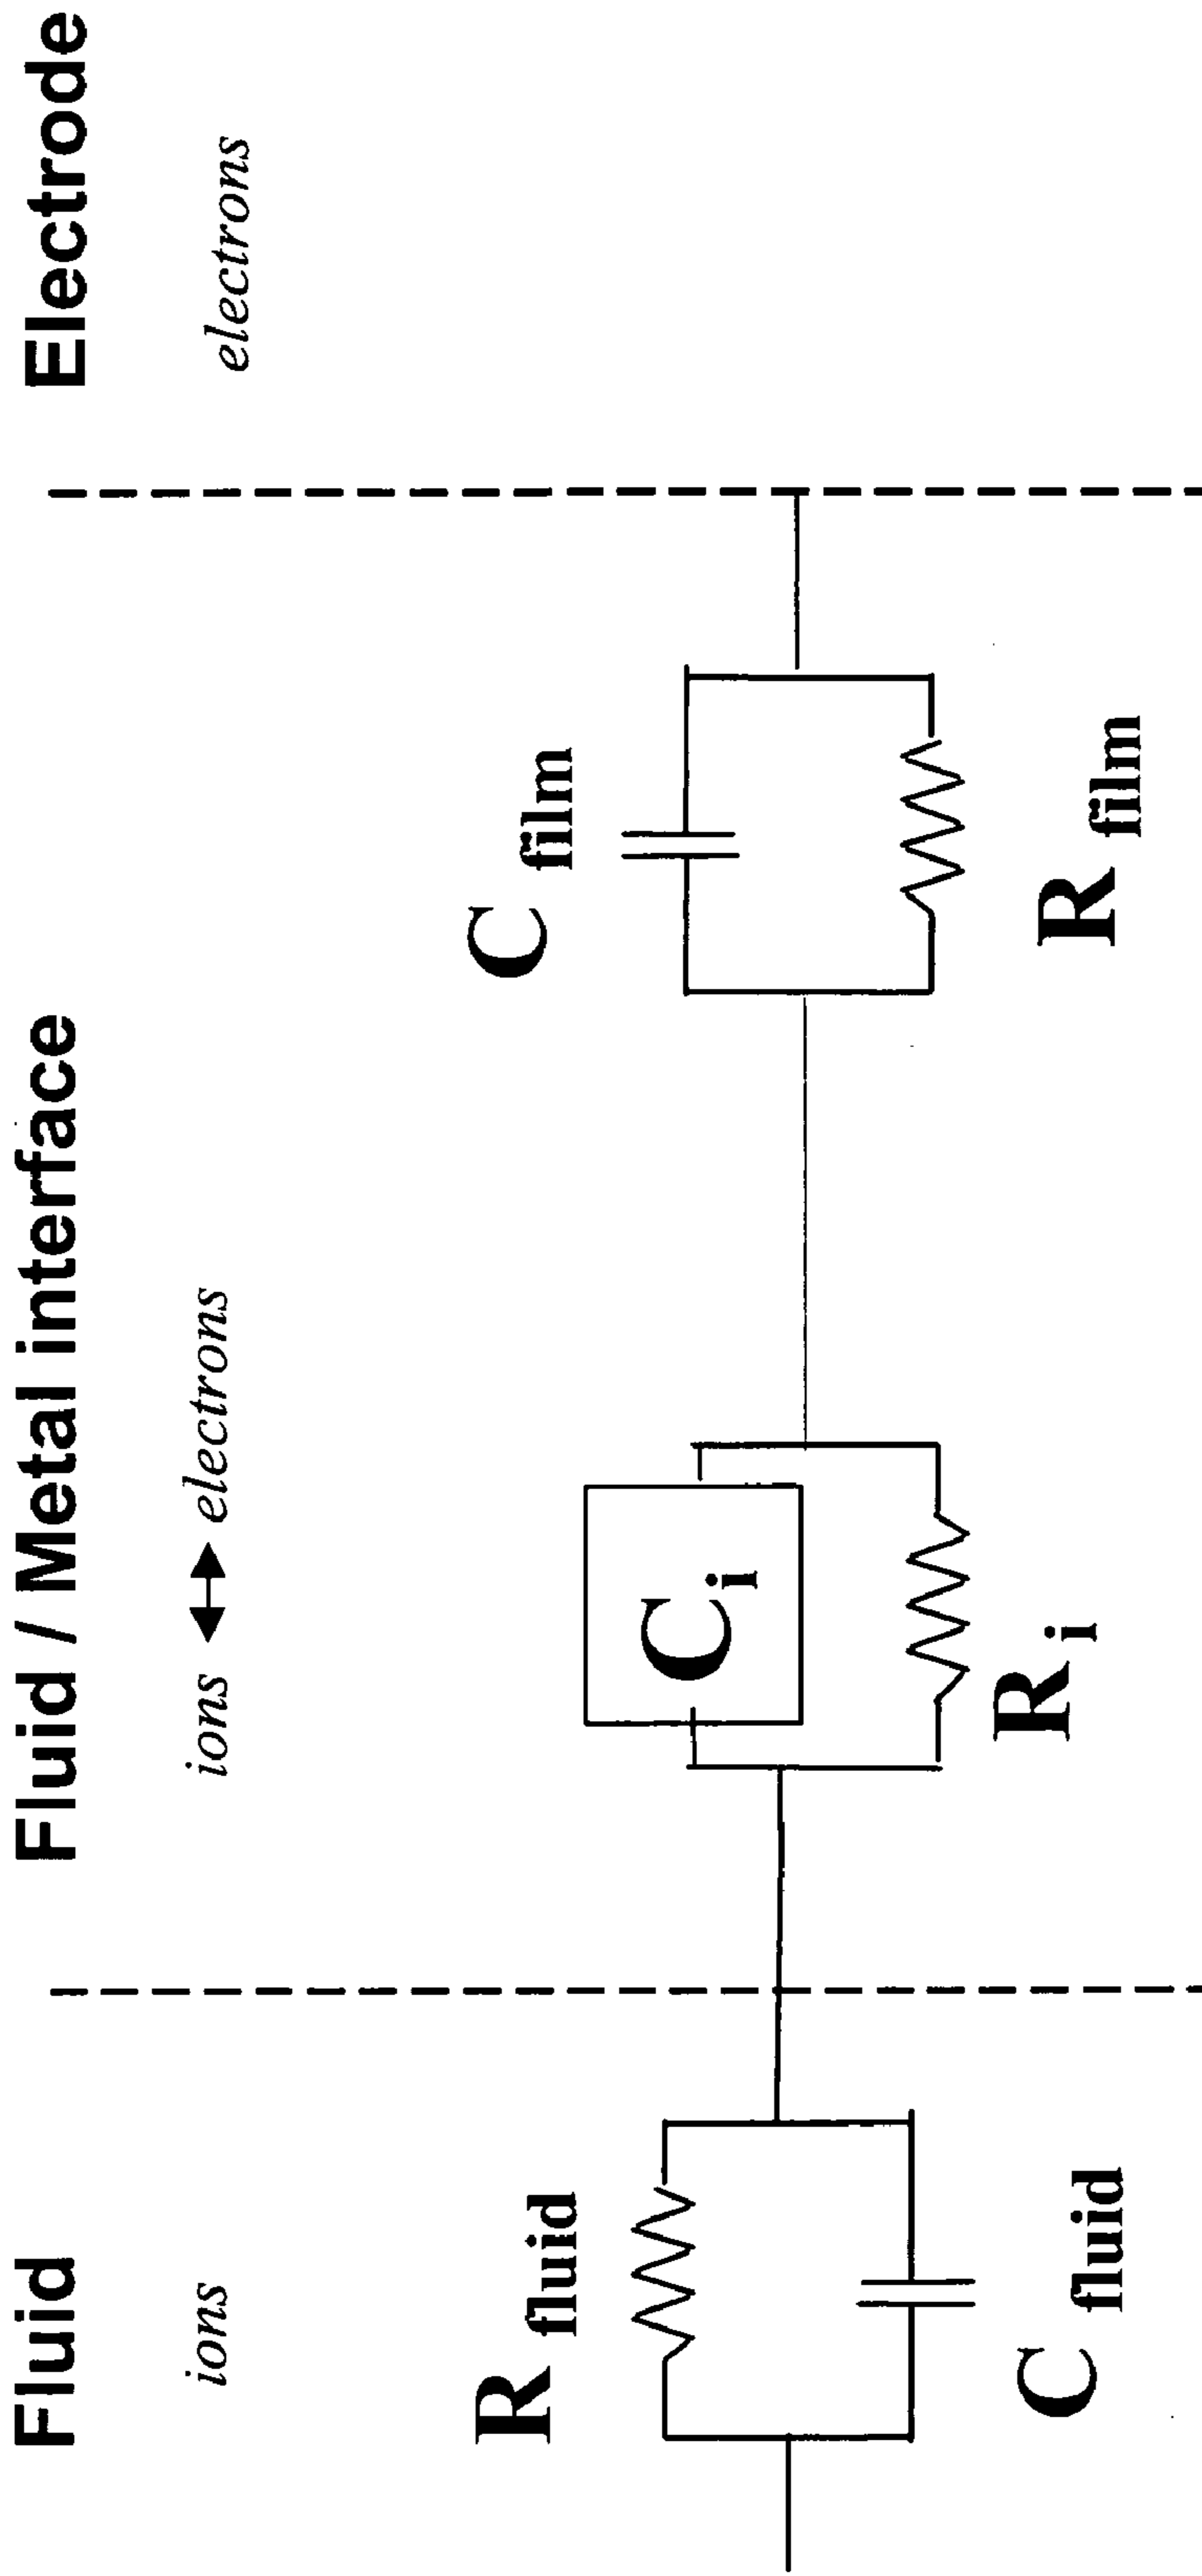 Fluid
Fluid / Metal interface
Electrode
ions
ions ↔ electrons
electrons
R fluid
C fluid
C i
R i
C film
R film